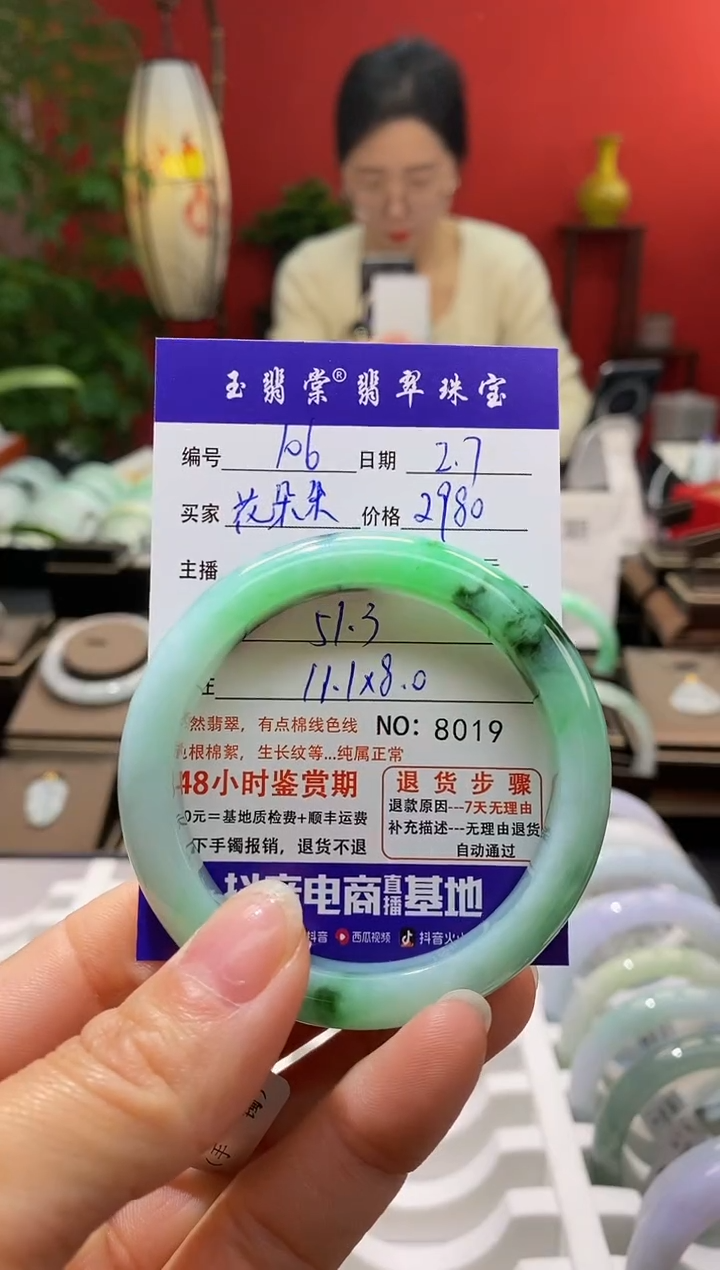 玉翡棠® 翡翠珠宝
编号 106 日期 2.7
买家 花朵朵 价格 2980
主播
51.3
11.1x8.0
然翡翠，有点棉线色线 NO: 8019
根棉絮，生长纹等...纯属正常
48小时鉴赏期
0元=基地质检费+顺丰运费
下手镯报销，退货不退
退货步骤
退款原因---7天无理由
补充描述---无理由退货
自动通过
抖音电商直播基地
抖音 西瓜视频 抖音火